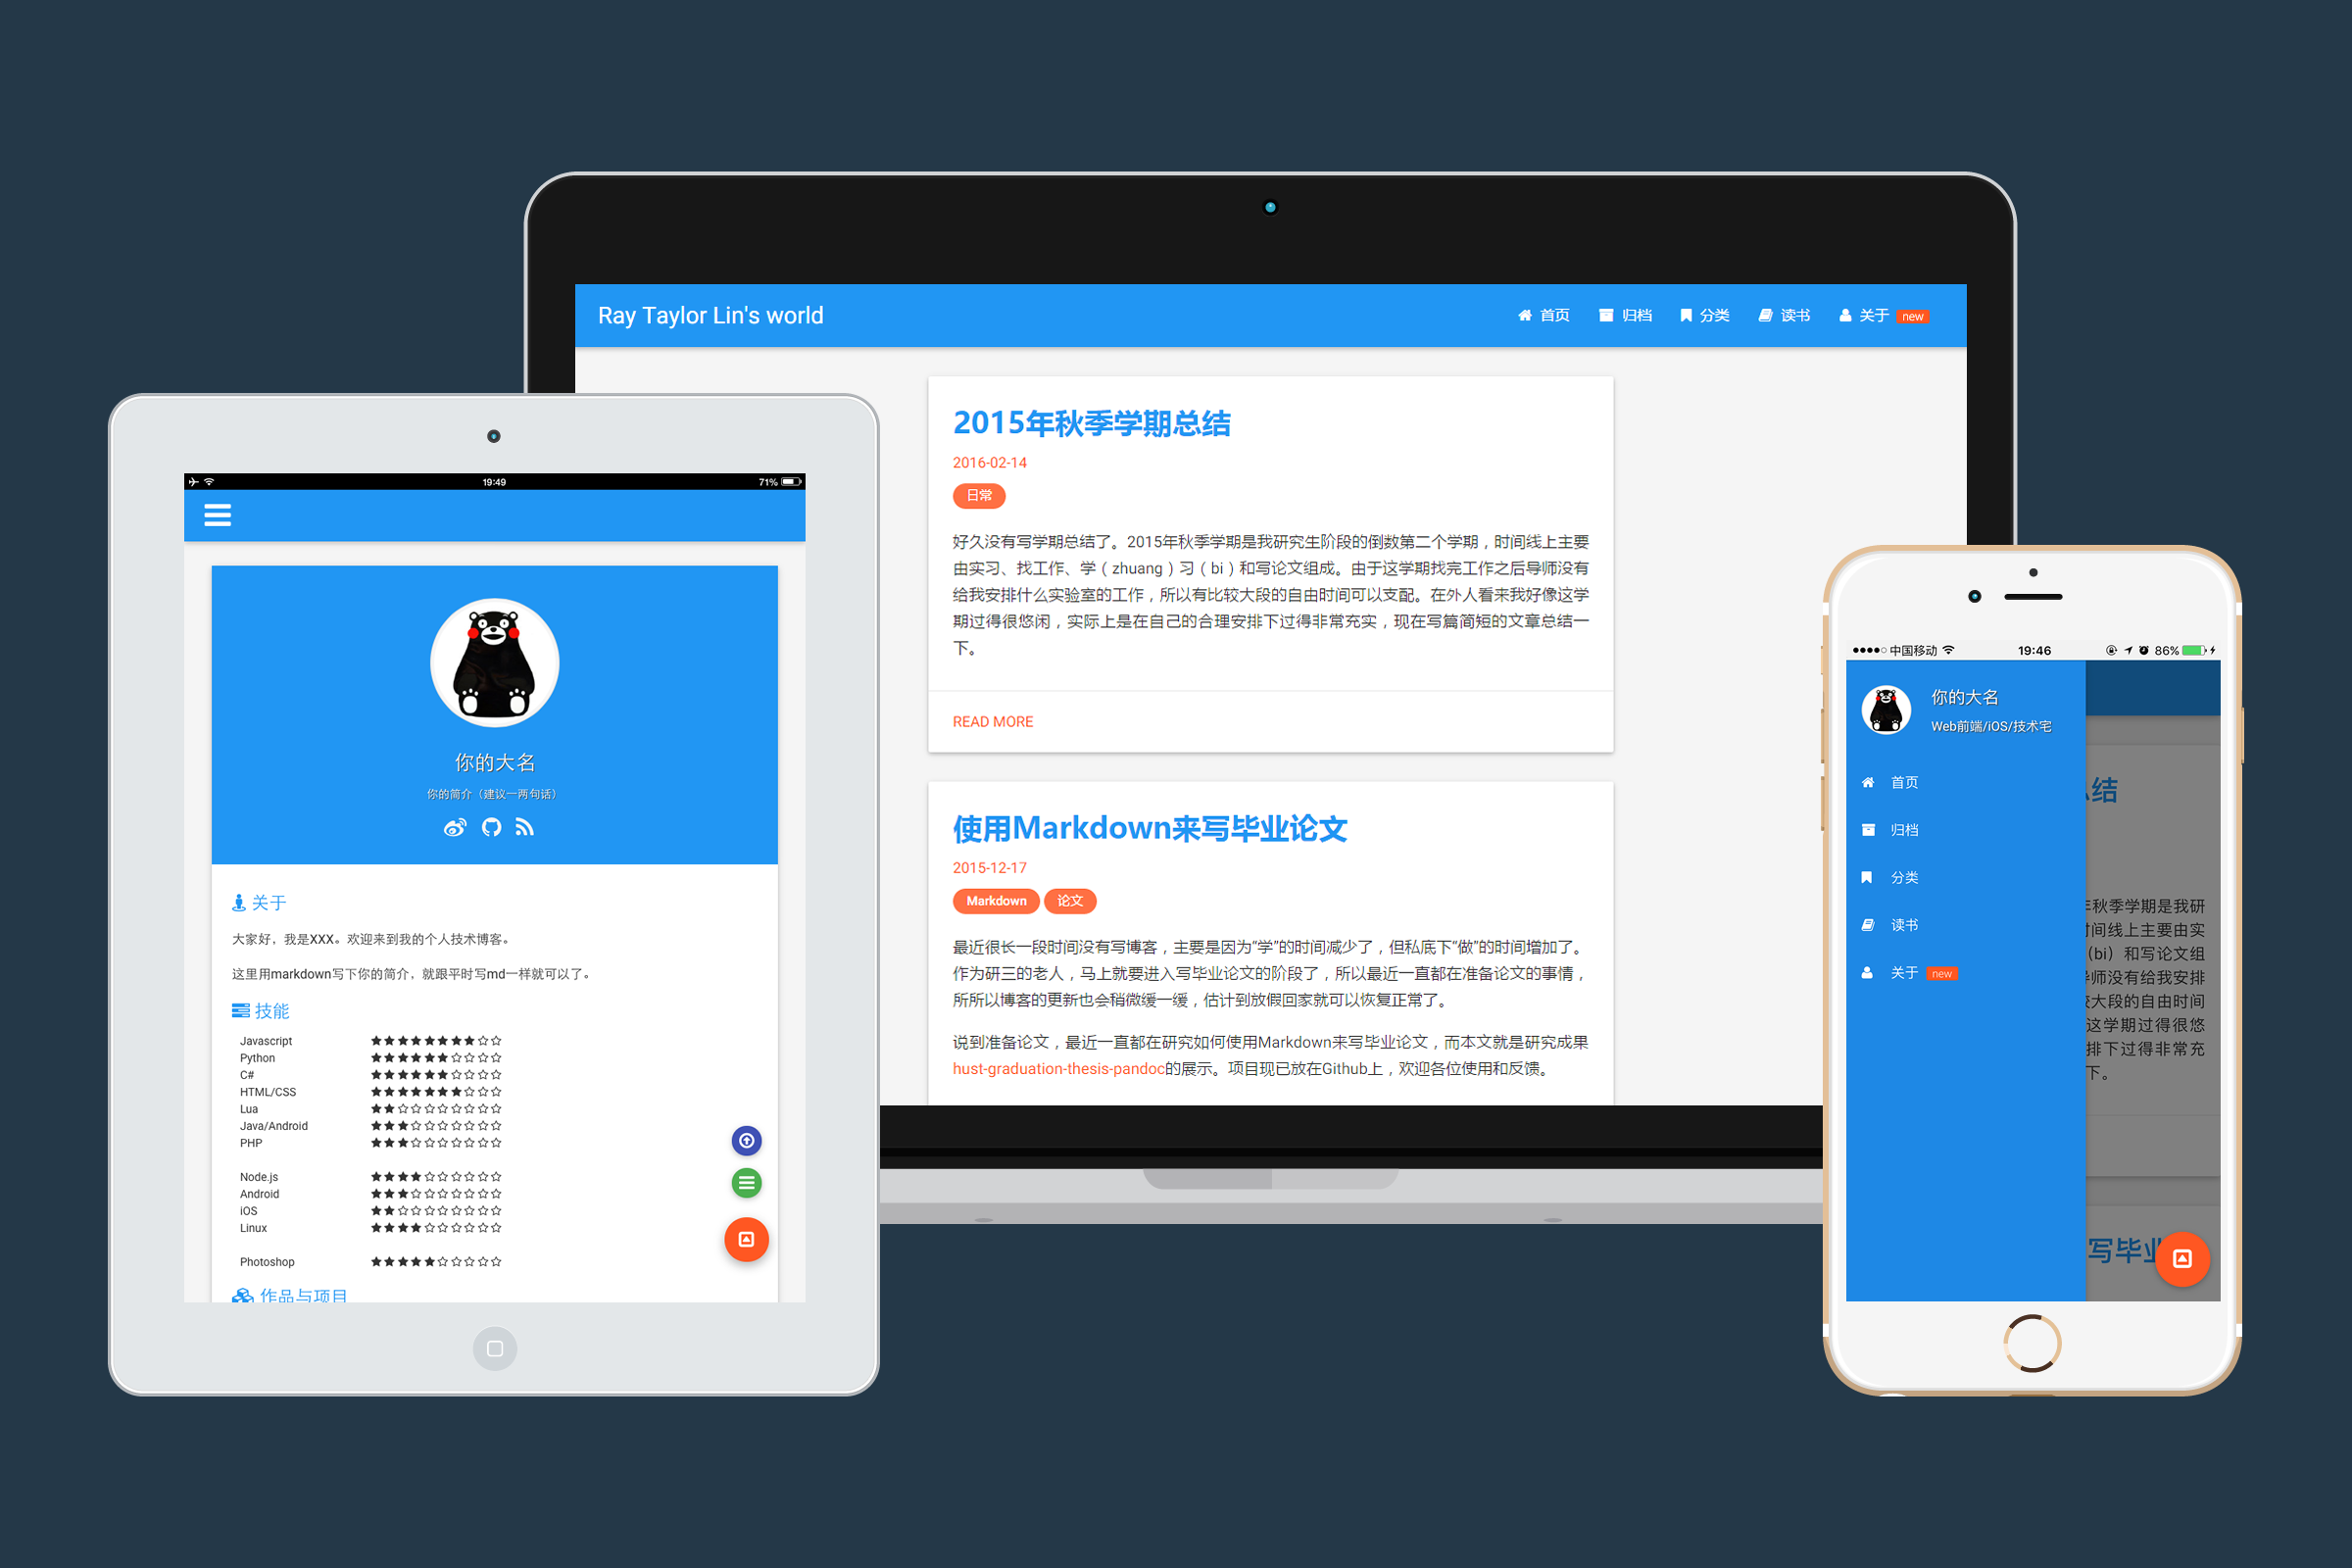 Ray Taylor Lin's world
首页 归档 分类 读书 关于 new
2015年秋季学期总结
2016-02-14
日常
好久没有写学期总结了。2015年秋季学期是我研究生阶段的倒数第二个学期，时间线上主要
由实习、找工作、学（zhuang）习（bi）和写论文组成。由于这学期找完工作之后导师没有
给我安排什么实验室的工作，所以有比较大段的自由时间可以支配。在外人看来我好像这学
期过得很悠闲，实际上是在自己的合理安排下过得非常充实，现在写篇简短的文章总结一
下。
READ MORE
使用Markdown来写毕业论文
2015-12-17
Markdown 论文
最近很长一段时间没有写博客，主要是因为“学”的时间减少了，但私底下“做”的时间增加了。
作为研三的老人，马上就要进入写毕业论文的阶段了，所以最近一直都在准备论文的事情，
所所以博客的更新也会稍微缓一缓，估计到放假回家就可以恢复正常了。
说到准备论文，最近一直都在研究如何使用Markdown来写毕业论文，而本文就是研究成果
hust-graduation-thesis-pandoc的展示。项目现已放在Github上，欢迎各位使用和反馈。
19:49
71%
你的大名
你的简介（建议一两句话）
关于
大家好，我是XXX。欢迎来到我的个人技术博客。
这里用markdown写下你的简介，就跟平时写md一样就可以了。
技能
Javascript
Python
C#
HTML/CSS
Lua
Java/Android
PHP
Node.js
Android
iOS
Linux
Photoshop
作品与项目
中国移动 19:46 86%
你的大名
Web前端/iOS/技术宅
首页
归档
分类
读书
关于 new
结
秋季学期是我研
间线上主要由实
（bi）和写论文组
师没有给我安排
大段的自由时间
这学期过得很悠
排下过得非常充
下。
写毕业